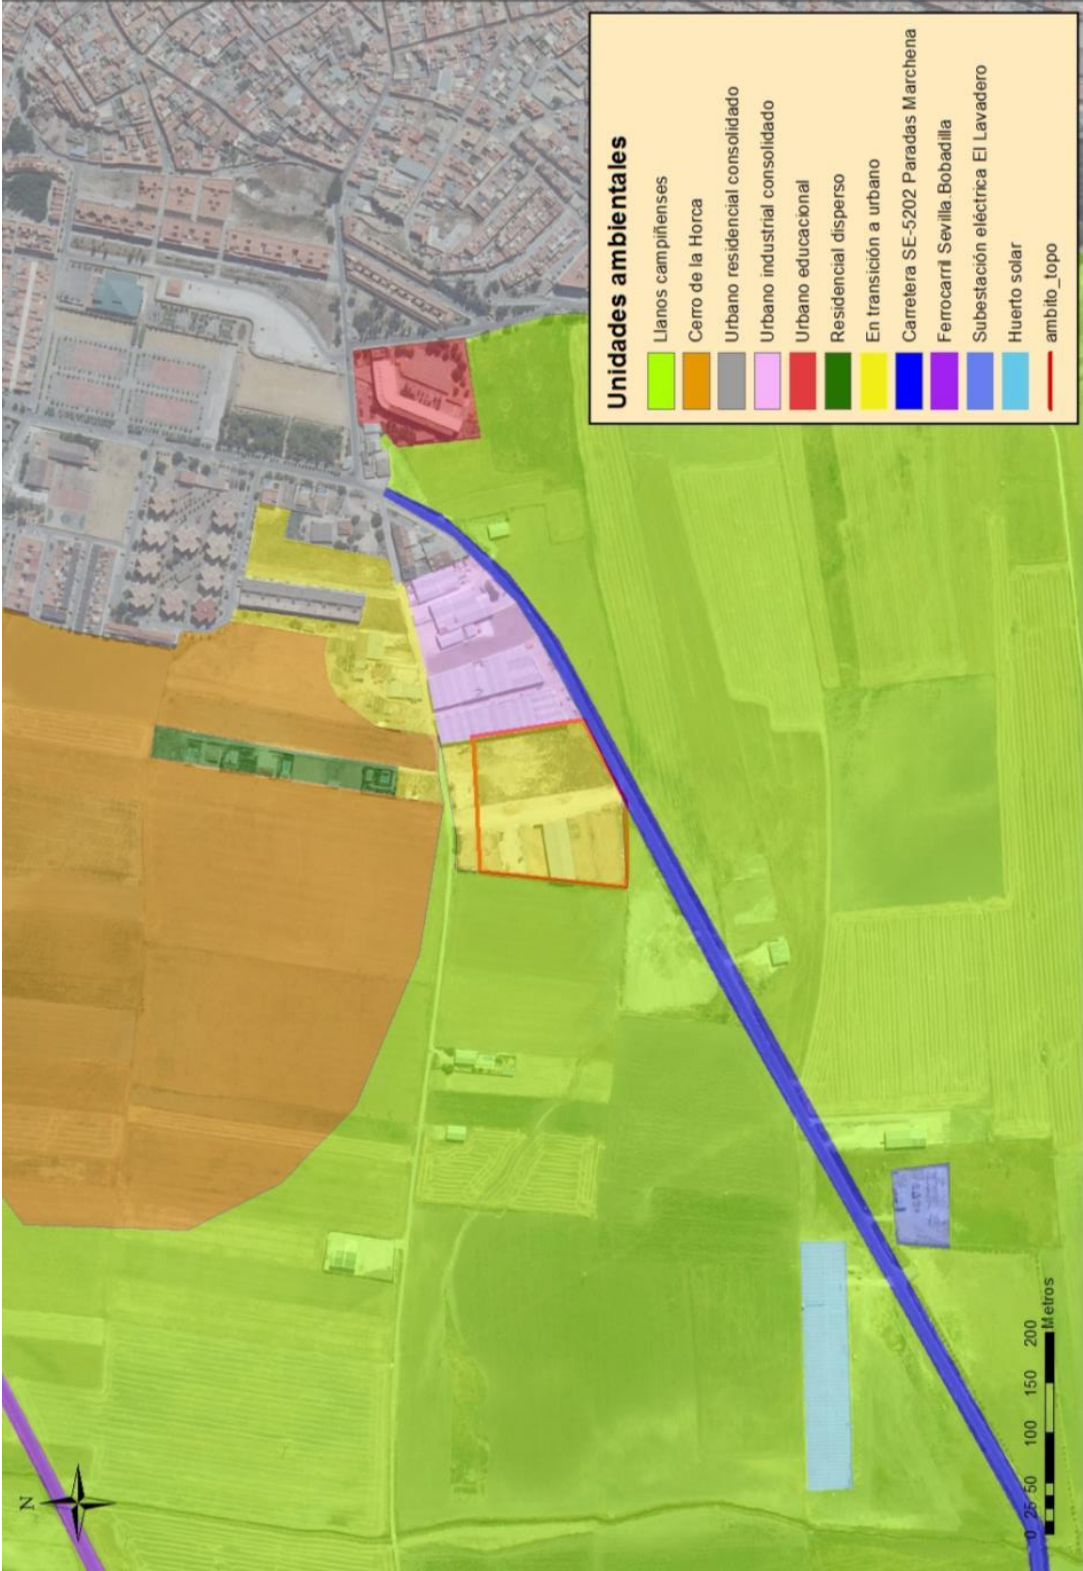 Unidades ambientales
Llanos campiñenses
Cerro de la Horca
Urbano residencial consolidado
Urbano industrial consolidado
Urbano educacional
Residencial disperso
En transición a urbano
Carretera SE-5202 Paradas Marchena
Ferrocarril Sevilla.Bobadilla
Subestación eléctrica El Lavadero
Huerto solar
ambito_topo
N
0 25 50 100 150 200
Metros